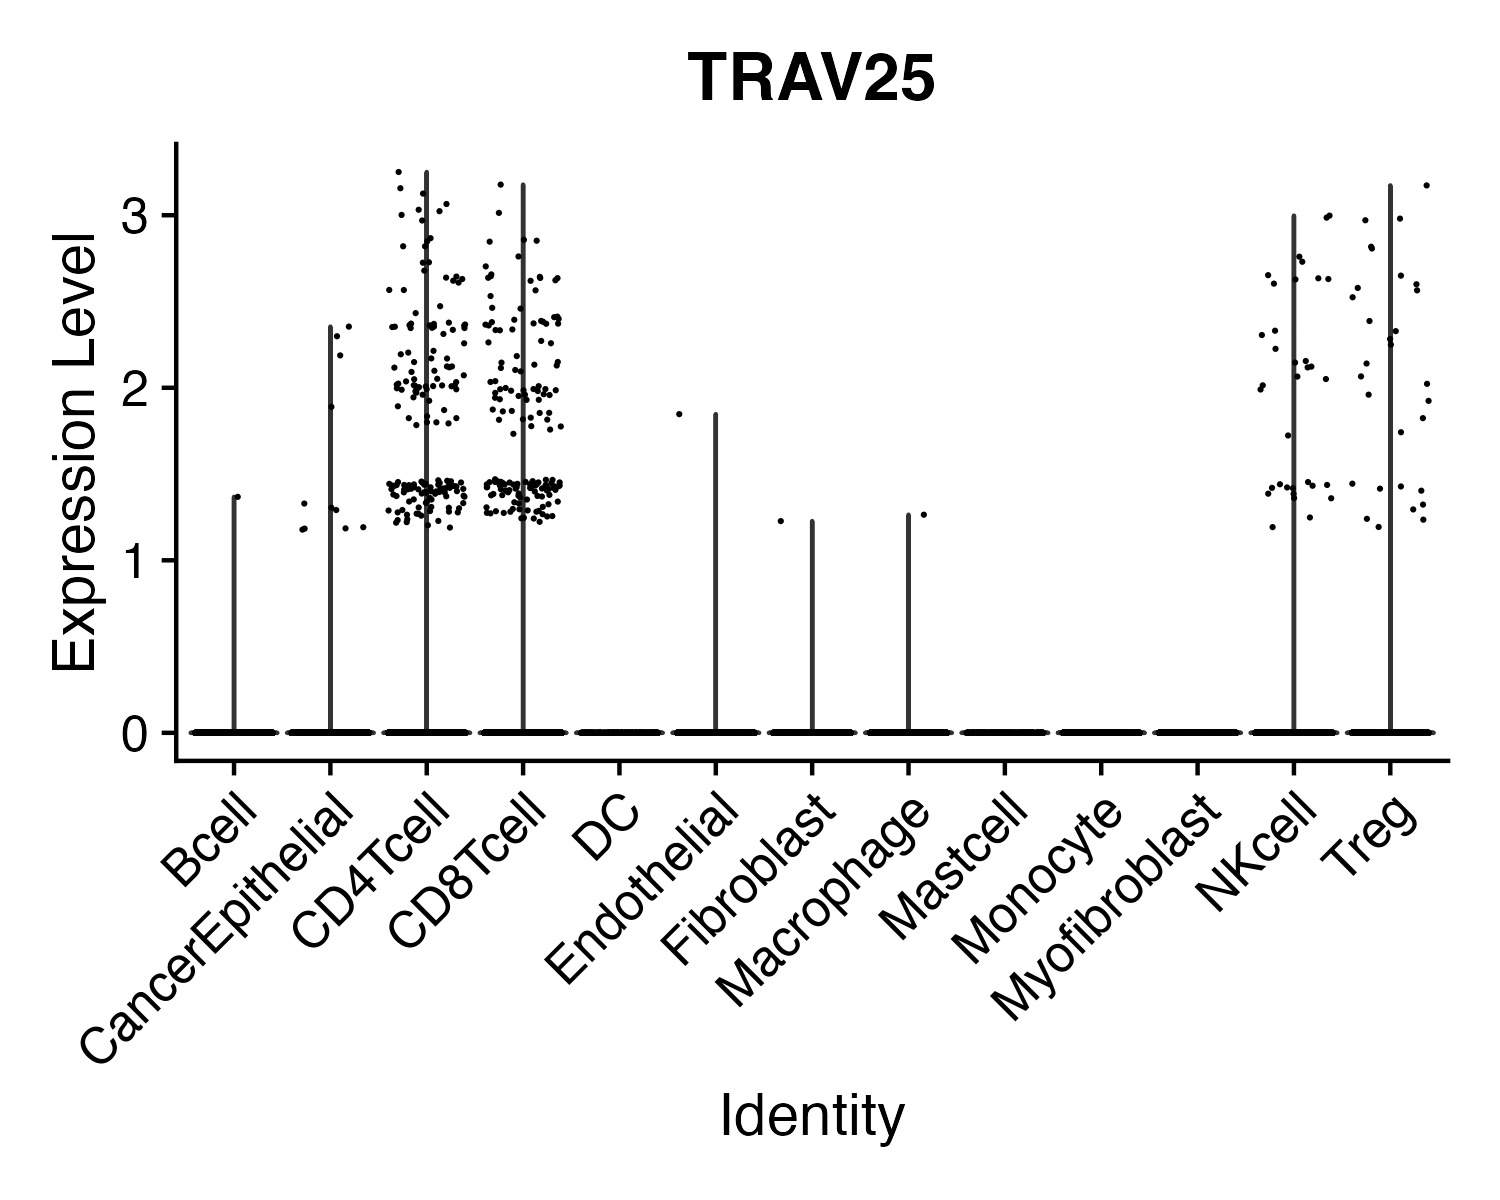 TRAV25
Expression Level
3
2
1
0
Bcell
CancerEpithelial
CD4Tcell
CD8Tcell
DC
Endothelial
Fibroblast
Macrophage
Mastcell
Monocyte
Myofibroblast
NKcell
Treg
Identity